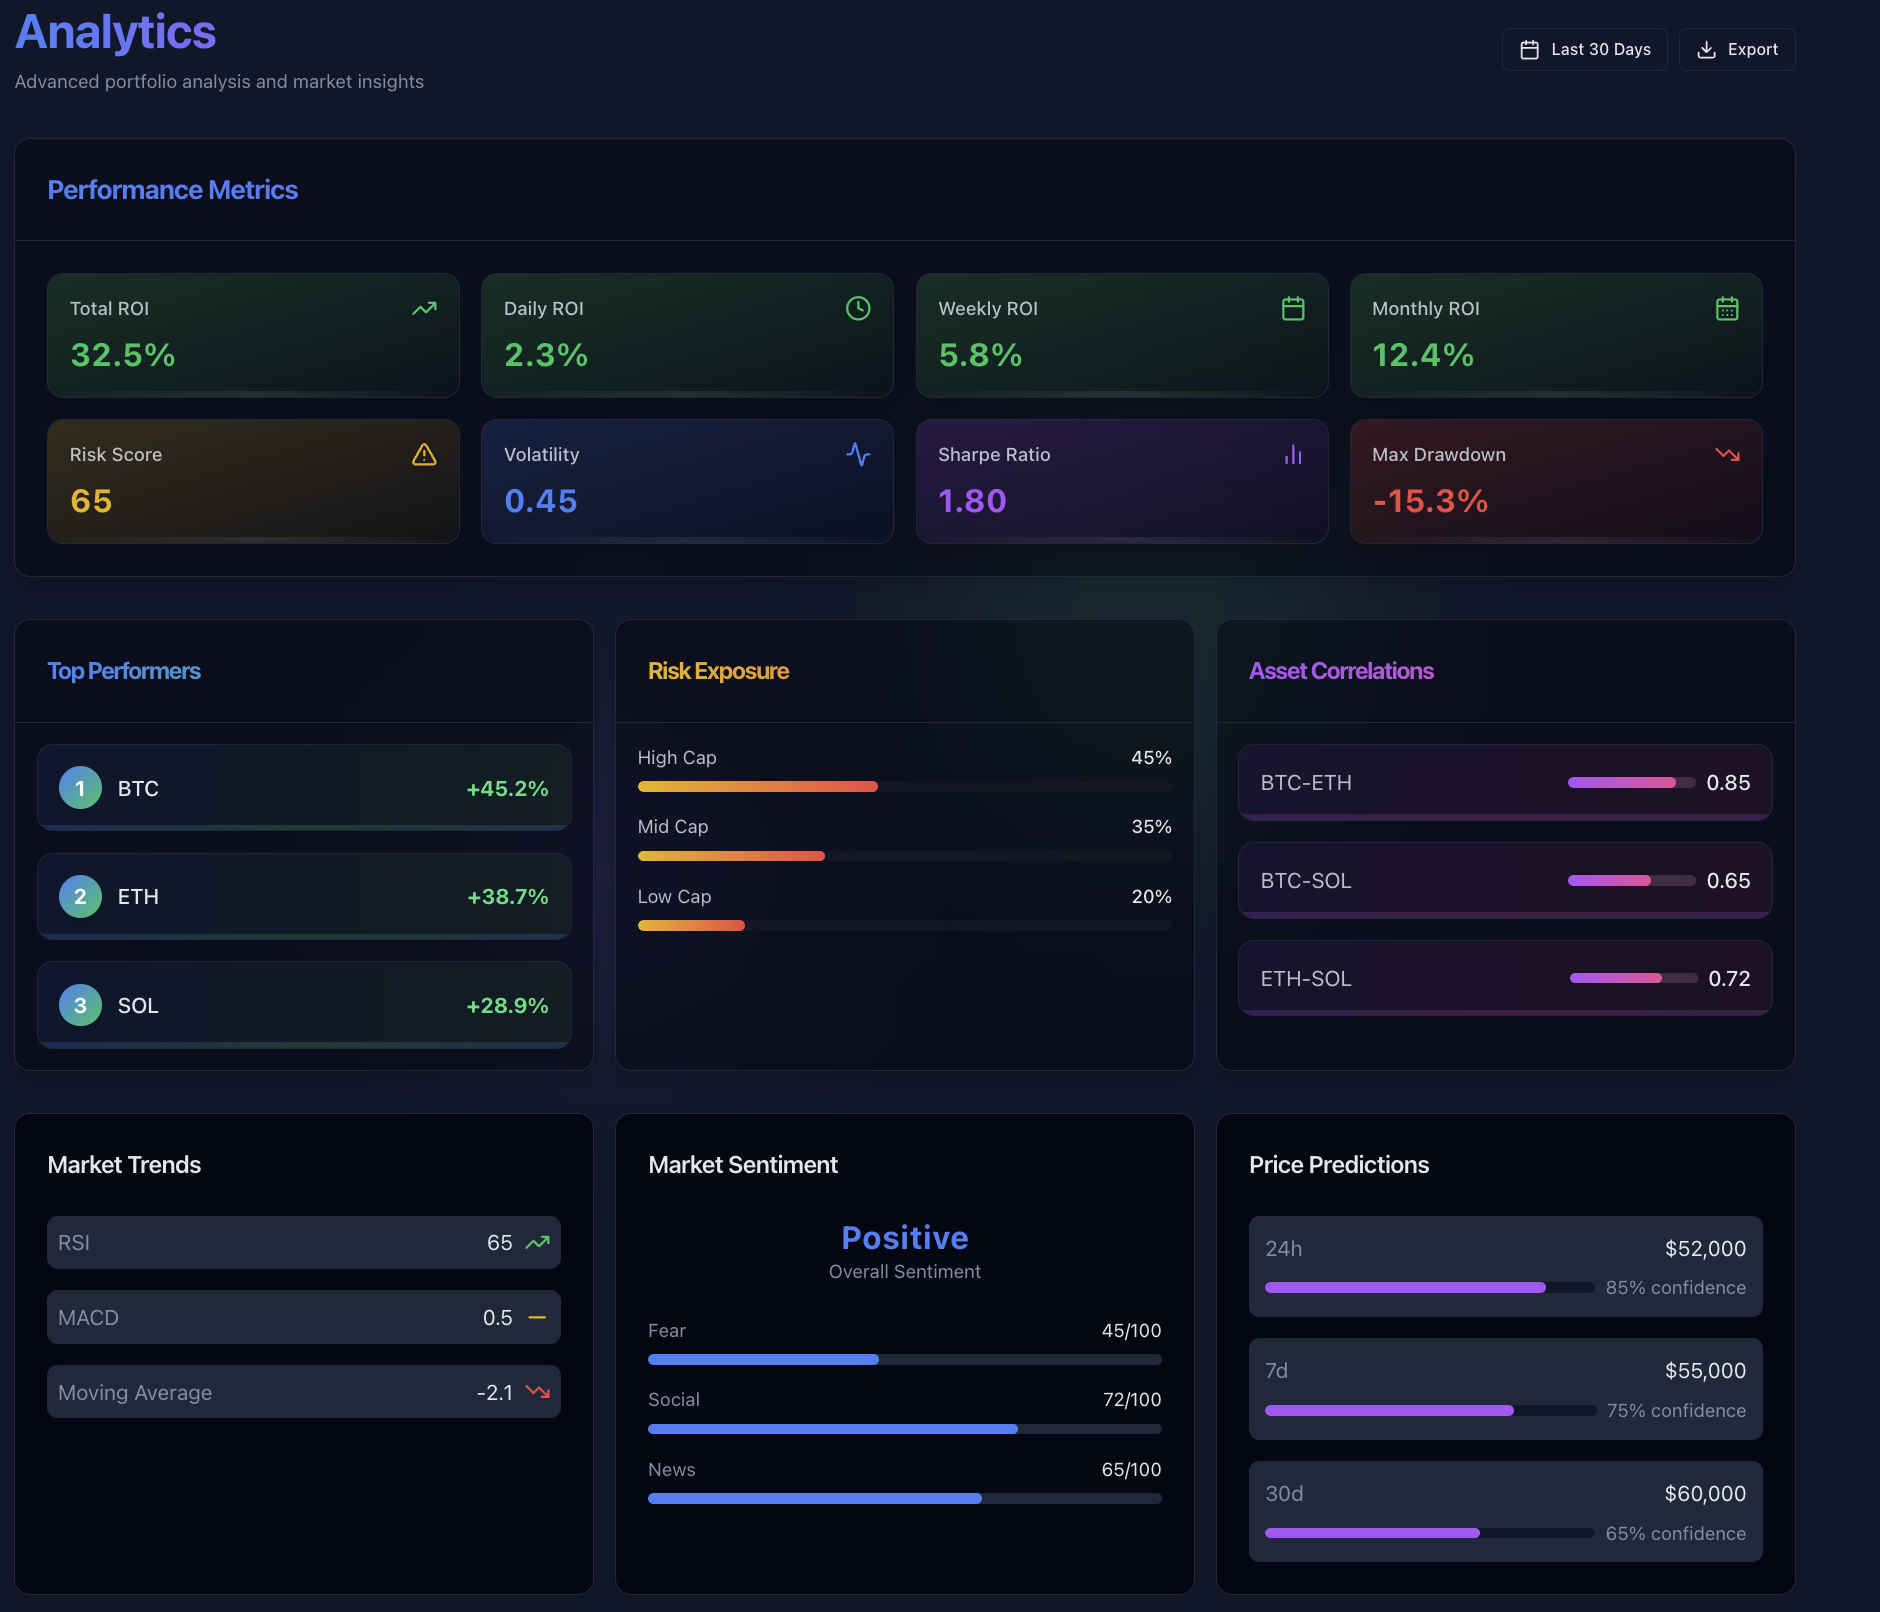 Analytics
Advanced portfolio analysis and market insights
Last 30 Days
Export
Performance Metrics
Total ROI
32.5%
Daily ROI
2.3%
Weekly ROI
5.8%
Monthly ROI
12.4%
Risk Score
65
Volatility
0.45
Sharpe Ratio
1.80
Max Drawdown
-15.3%
Top Performers
1 BTC +45.2%
2 ETH +38.7%
3 SOL +28.9%
Risk Exposure
High Cap 45%
Mid Cap 35%
Low Cap 20%
Asset Correlations
BTC-ETH 0.85
BTC-SOL 0.65
ETH-SOL 0.72
Market Trends
RSI 65
MACD 0.5
Moving Average -2.1
Market Sentiment
Positive
Overall Sentiment
Fear 45/100
Social 72/100
News 65/100
Price Predictions
24h $52,000
85% confidence
7d $55,000
75% confidence
30d $60,000
65% confidence